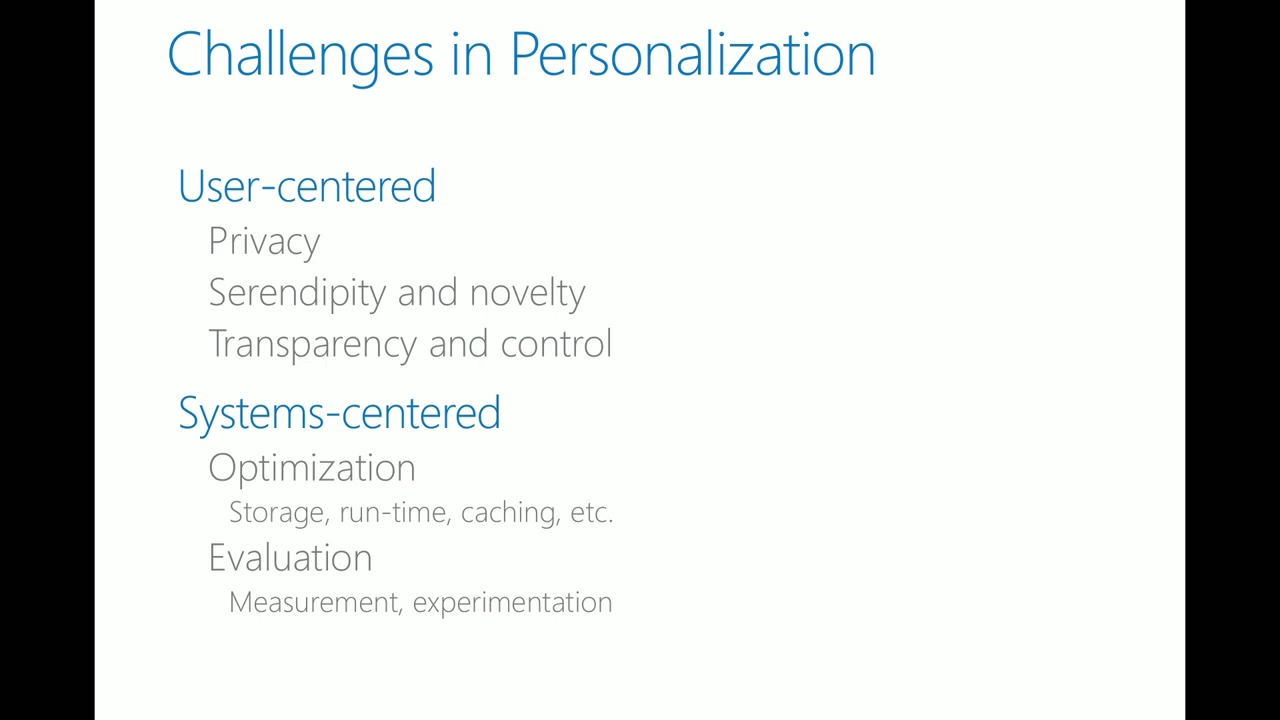 Challenges in Personalization
User-centered
Privacy
Serendipity and novelty
Transparency and control
Systems-centered
Optimization
Storage, run-time, caching, etc.
Evaluation
Measurement, experimentation